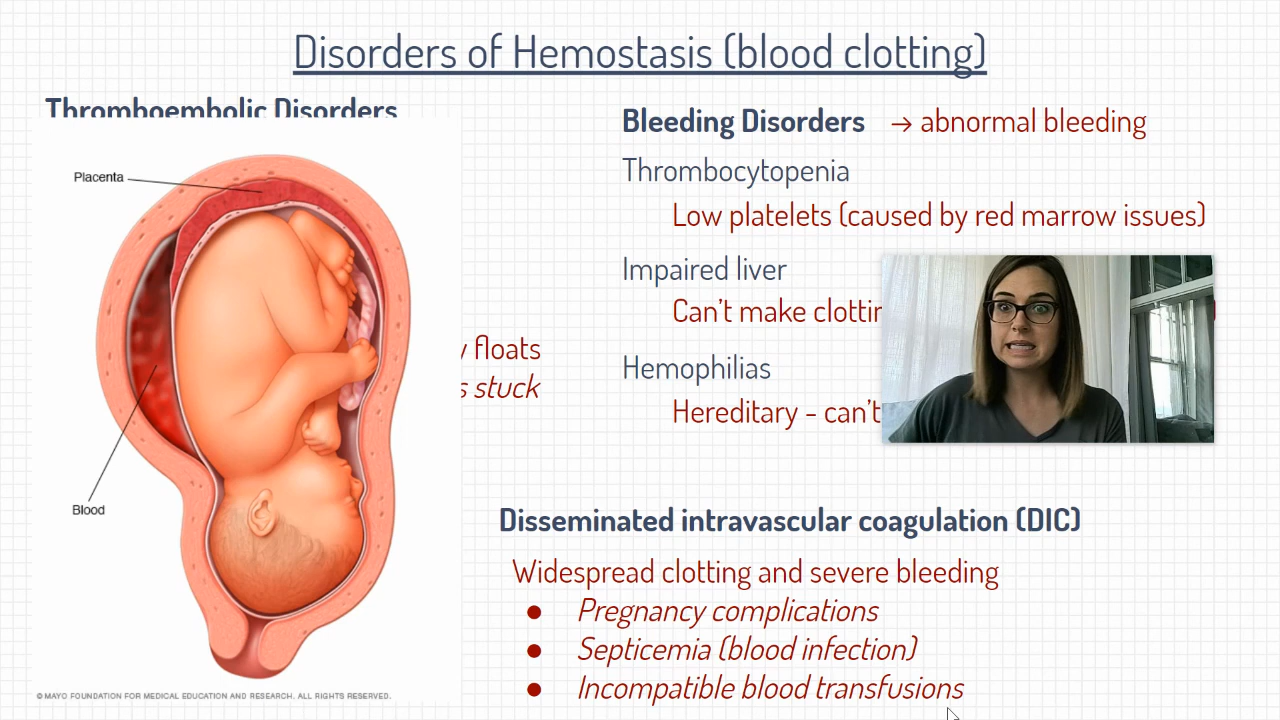 Disorders of Hemostasis (blood clotting)
Thromboembolic Disorders
Placenta
Blood
floats
stuck
© MAYO FOUNDATION FOR MEDICAL EDUCATION AND RESEARCH. ALL RIGHTS RESERVED.
Bleeding Disorders → abnormal bleeding
Thrombocytopenia
Low platelets (caused by red marrow issues)
Impaired liver
Can't make
Hemophilias
Hereditary - can't
Disseminated intravascular coagulation (DIC)
Widespread clotting and severe bleeding
● Pregnancy complications
● Septicemia (blood infection)
● Incompatible blood transfusions